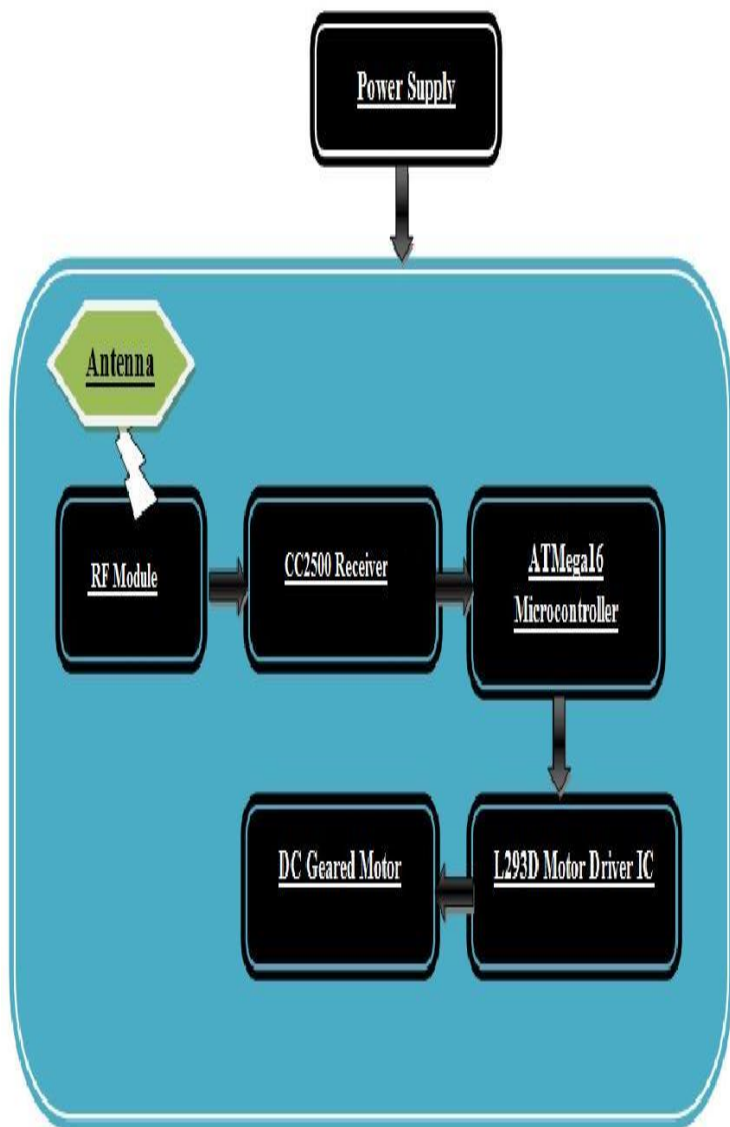 Power Supply
Antenna
RF Module
CC2500 Receiver
ATMega16
Microcontroller
DC Geared Motor
L293D Motor Driver IC